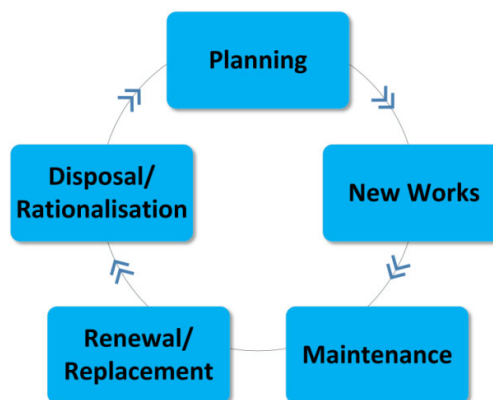 Planning
New Works
Maintenance
Renewal/
Replacement
Disposal/
Rationalisation